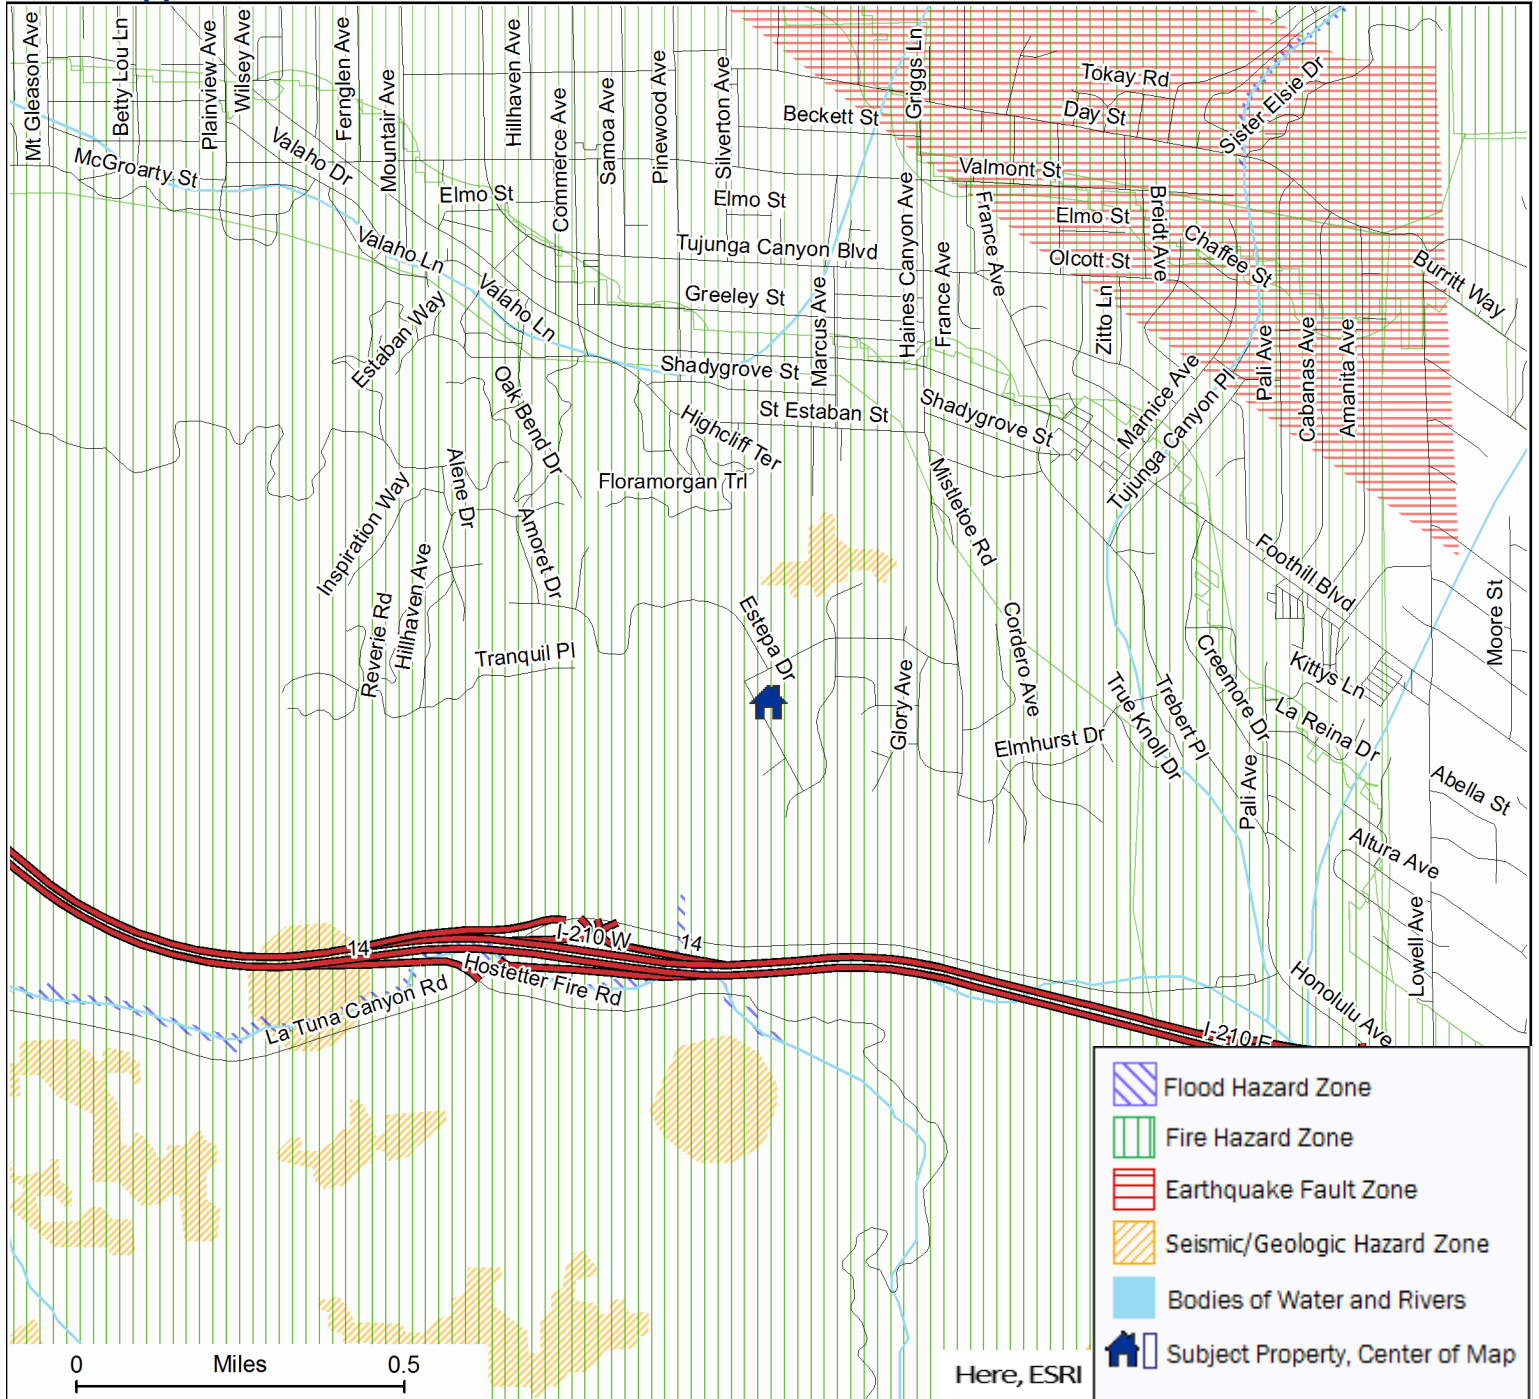 Mt Gleason Ave
Betty Lou Ln
Plainview Ave
Wilsey Ave
Fernglen Ave
Mountain Ave
Hillhaven Ave
Commerce Ave
Samoa Ave
Pinewood Ave
Silverton Ave
Griggs Ln
Tokay Rd
Sister Elsie Dr
Beckett St
Day St
McGroarty St
Valaho Dr
Valmont St
Elmo St
Elmo St
Elmo St
Breidt Ave
Haines Canyon Ave
France Ave
Chaffee St
Valaho Ln
Tujunga Canyon Blvd
France Ave
Olcott St
Burritt Way
Valaho Ln
Greeley St
Marcus Ave
Zitto Ln
Estaban Way
Pali Ave
Cabanas Ave
Amanita Ave
Shadygrove St
Marnice Ave
Tujunga Canyon Pl
Oak Bend Dr
St Estaban St
Shadygrove St
Highcliff Ter
Alene Dr
Floramorgan Trl
Mistletoe Rd
Inspiration Way
Amoret Dr
Foothill Blvd
Reverie Rd
Hillhaven Ave
Estepa Dr
Cordero Ave
Moore St
Tranquil Pl
Creemore Dr
Kittys Ln
Glory Ave
True Knoll Dr
Trebert Pl
La Reina Dr
Elmhurst Dr
Pali Ave
Abella St
Altura Ave
Lowell Ave
14
I-210 W
14
Hostetter Fire Rd
La Tuna Canyon Rd
Honolulu Ave
I-210 E
Flood Hazard Zone
Fire Hazard Zone
Earthquake Fault Zone
Seismic/Geologic Hazard Zone
Bodies of Water and Rivers
Subject Property, Center of Map
0 Miles 0.5
Here, ESRI